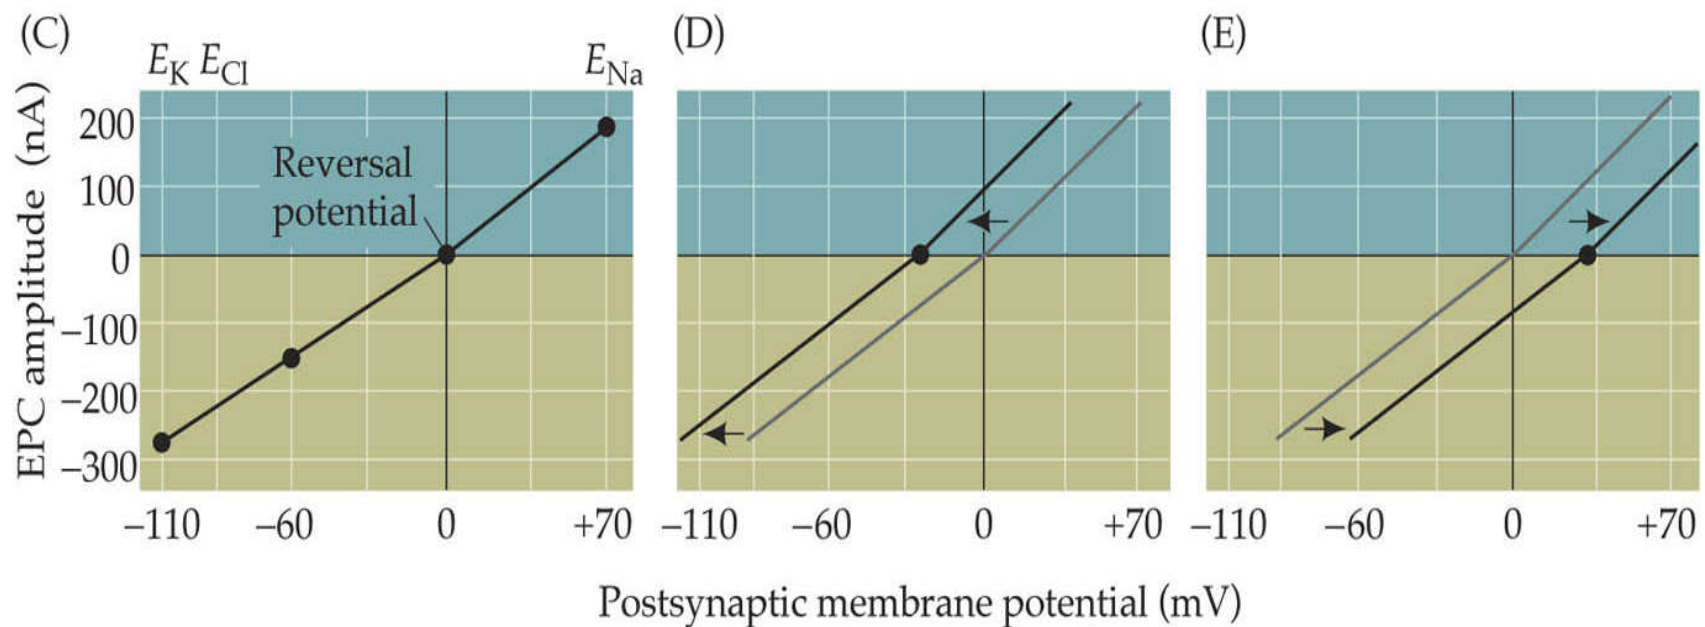 (C)
E_K E_Cl
E_Na
EPC amplitude (nA)
200
100
0
–100
–200
–300
Reversal
potential
–110 –60 0 +70
(D)
–110 –60 0 +70
(E)
–110 –60 0 +70
Postsynaptic membrane potential (mV)